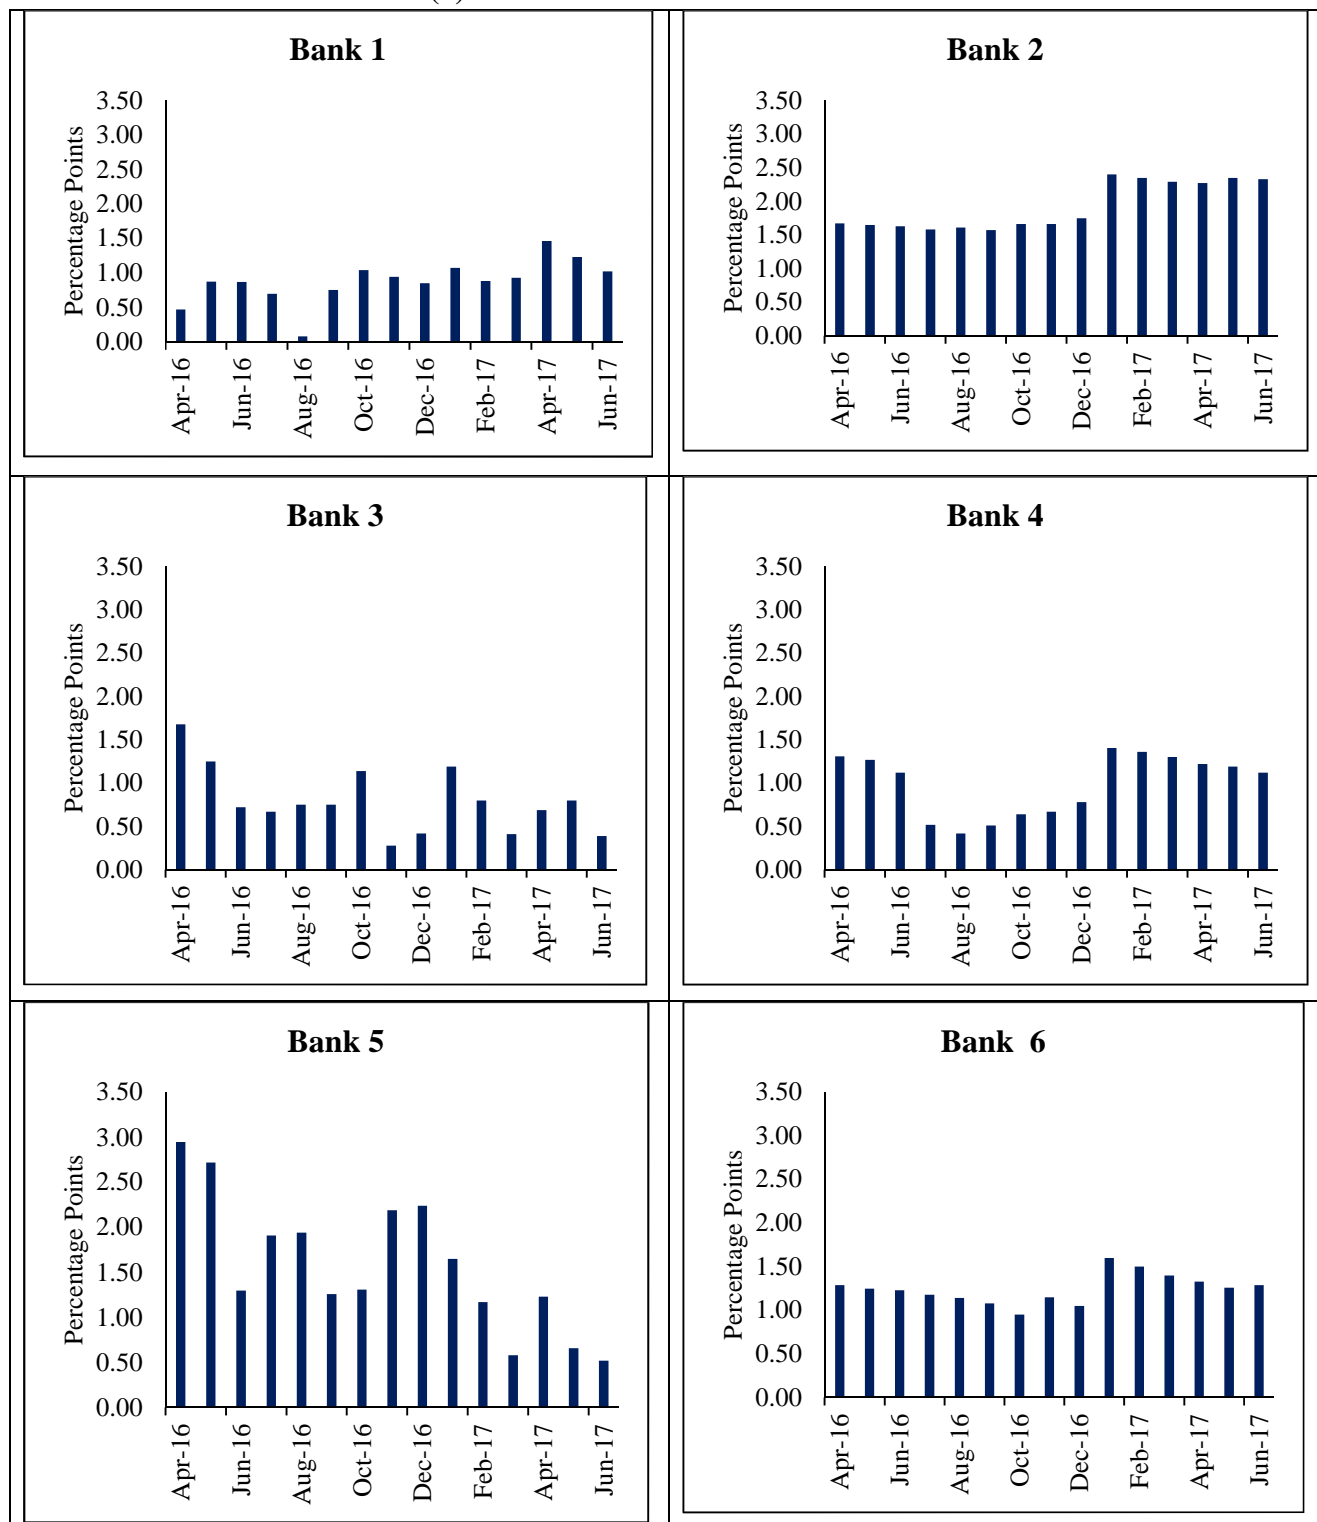 Bank 1
Percentage Points
3.50
3.00
2.50
2.00
1.50
1.00
0.50
0.00
Apr-16
Jun-16
Aug-16
Oct-16
Dec-16
Feb-17
Apr-17
Jun-17
Bank 2
Percentage Points
3.50
3.00
2.50
2.00
1.50
1.00
0.50
0.00
Apr-16
Jun-16
Aug-16
Oct-16
Dec-16
Feb-17
Apr-17
Jun-17
Bank 3
Percentage Points
3.50
3.00
2.50
2.00
1.50
1.00
0.50
0.00
Apr-16
Jun-16
Aug-16
Oct-16
Dec-16
Feb-17
Apr-17
Jun-17
Bank 4
Percentage Points
3.50
3.00
2.50
2.00
1.50
1.00
0.50
0.00
Apr-16
Jun-16
Aug-16
Oct-16
Dec-16
Feb-17
Apr-17
Jun-17
Bank 5
Percentage Points
3.50
3.00
2.50
2.00
1.50
1.00
0.50
0.00
Apr-16
Jun-16
Aug-16
Oct-16
Dec-16
Feb-17
Apr-17
Jun-17
Bank 6
Percentage Points
3.50
3.00
2.50
2.00
1.50
1.00
0.50
0.00
Apr-16
Jun-16
Aug-16
Oct-16
Dec-16
Feb-17
Apr-17
Jun-17